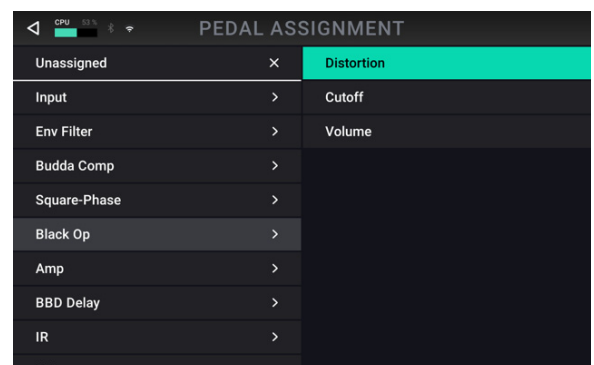 CPU 53 % PEDAL ASSIGNMENT
Unassigned
Input
Env Filter
Budda Comp
Square-Phase
Black Op
Amp
BBD Delay
IR
Distortion
Cutoff
Volume